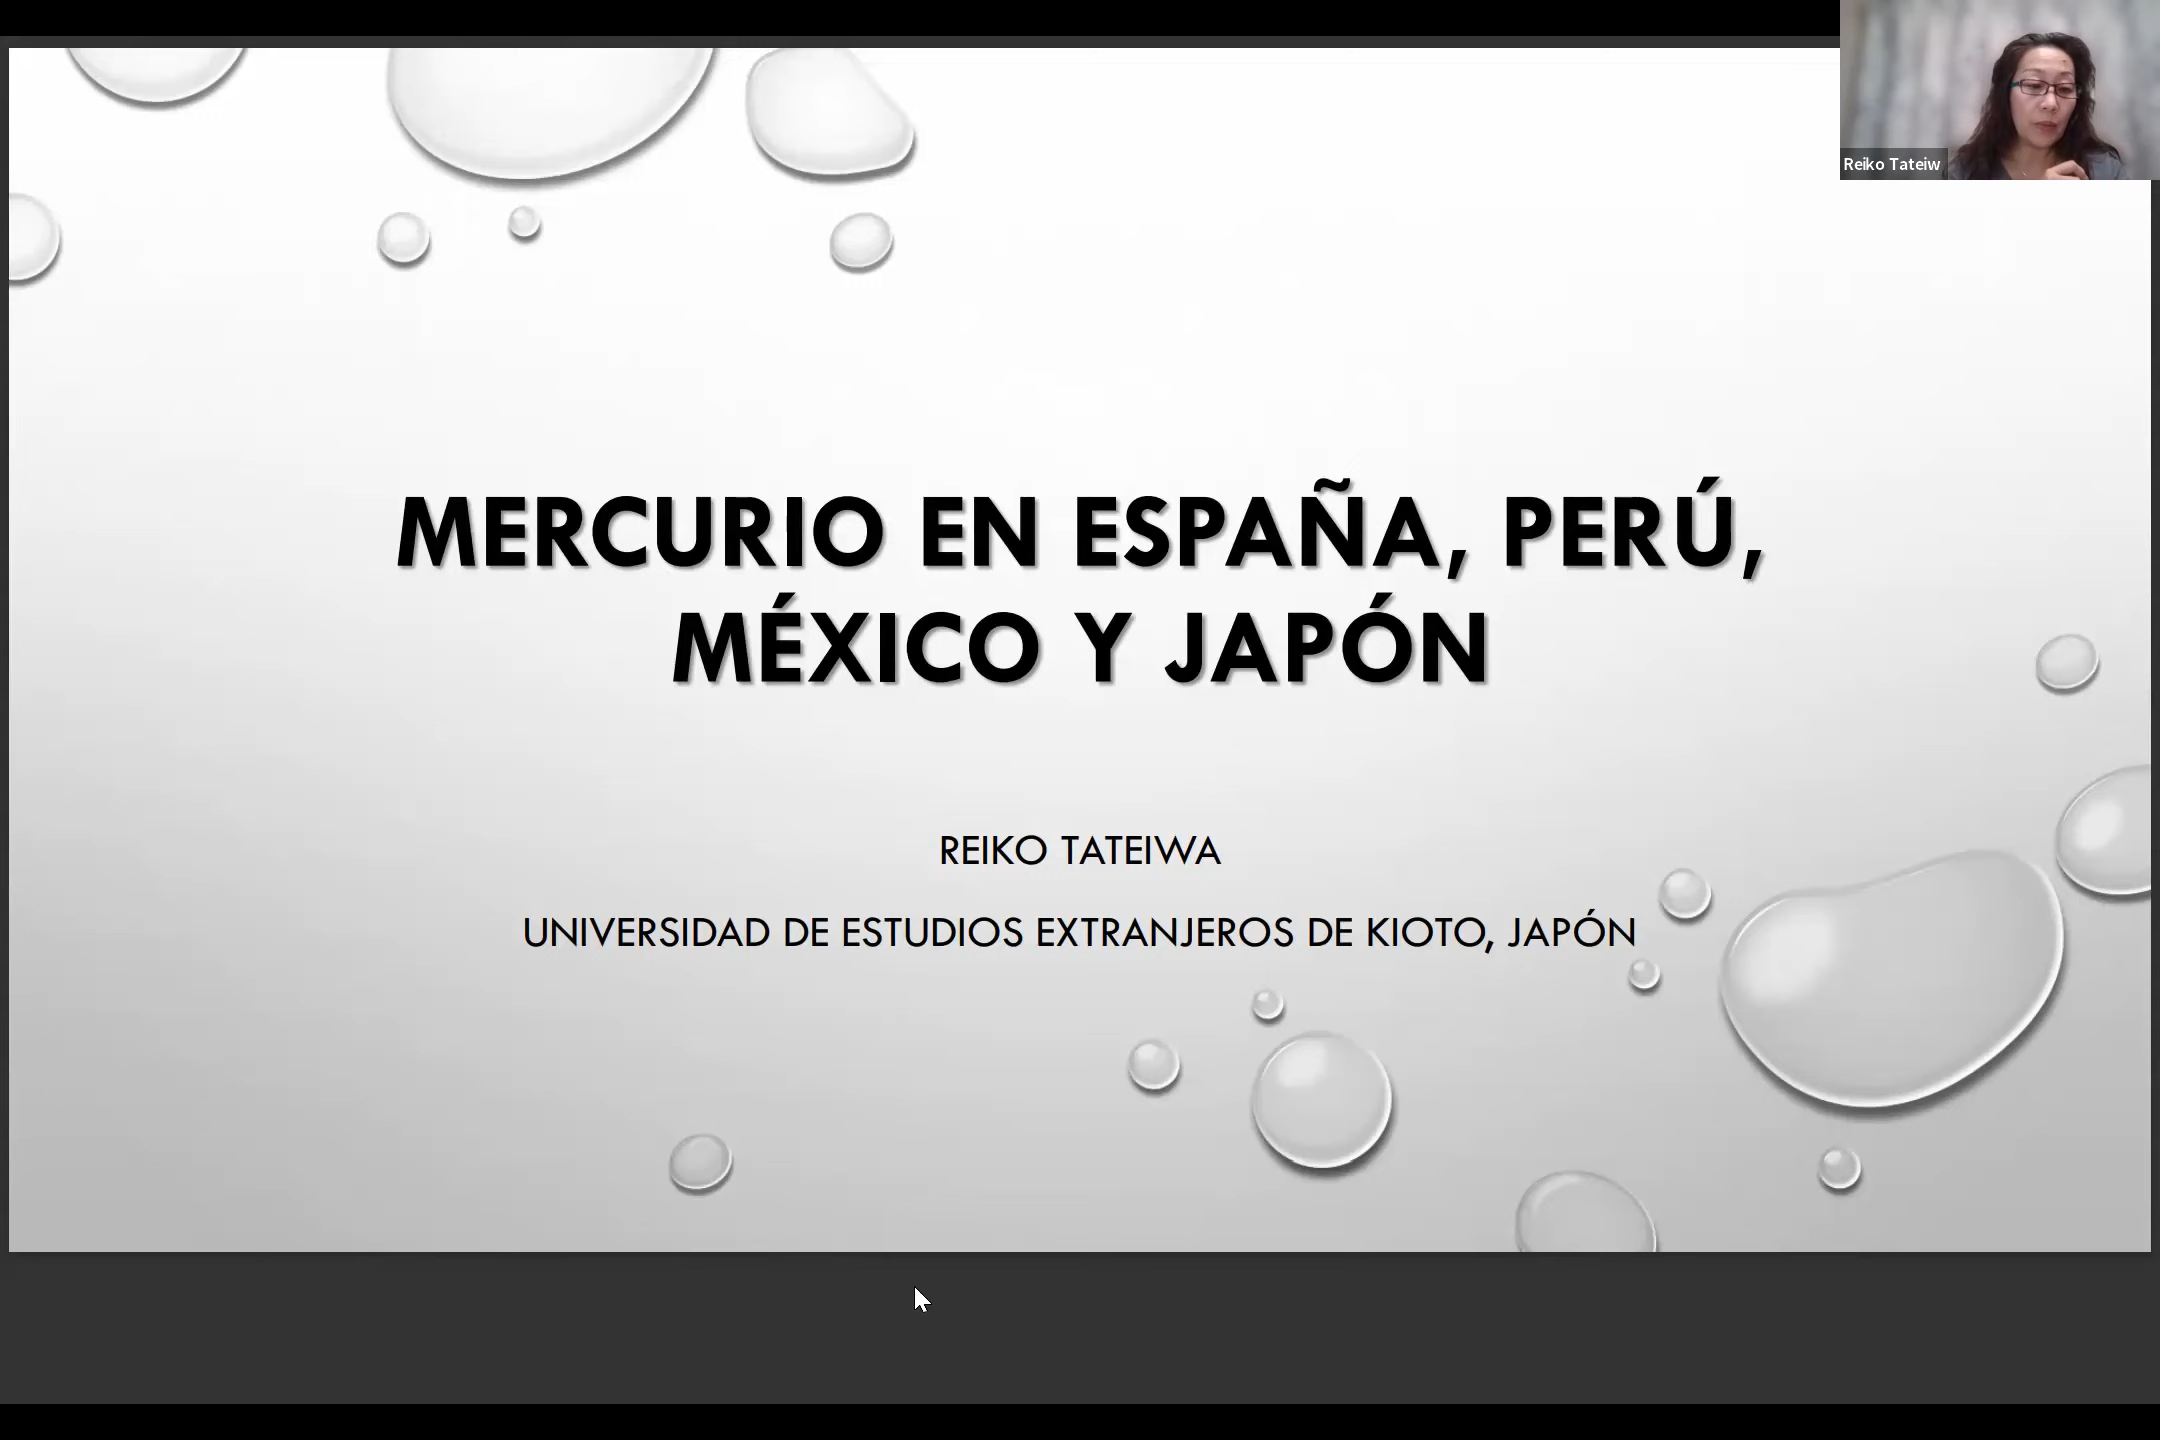 Reiko Tateiw
MERCURIO EN ESPAÑA, PERÚ,
MÉXICO Y JAPÓN
REIKO TATEIWA
UNIVERSIDAD DE ESTUDIOS EXTRANJEROS DE KIOTO, JAPÓN